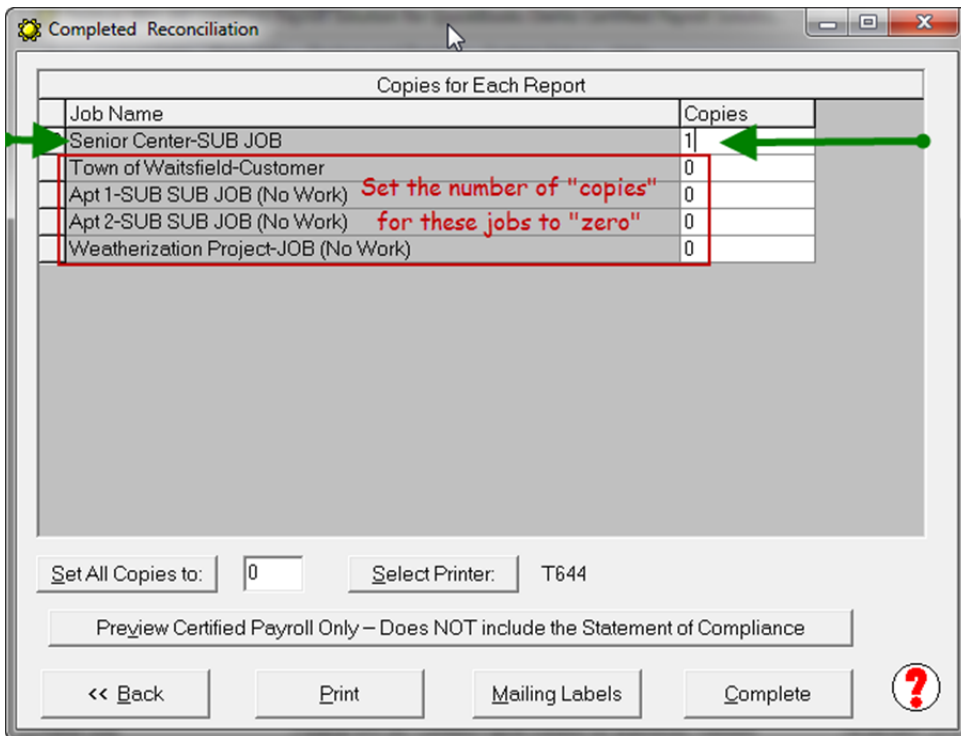 Completed Reconciliation
Copies for Each Report
Job Name Copies
Senior Center-SUB JOB 1
Town of Waitsfield-Customer 0
Apt 1-SUB SUB JOB (No Work) 0
Set the number of "copies"
Apt 2-SUB SUB JOB (No Work) 0
for these jobs to "zero"
Weatherization Project-JOB (No Work) 0
Set All Copies to: 0 Select Printer: T644
Preview Certified Payroll Only – Does NOT include the Statement of Compliance
<< Back Print Mailing Labels Complete ?